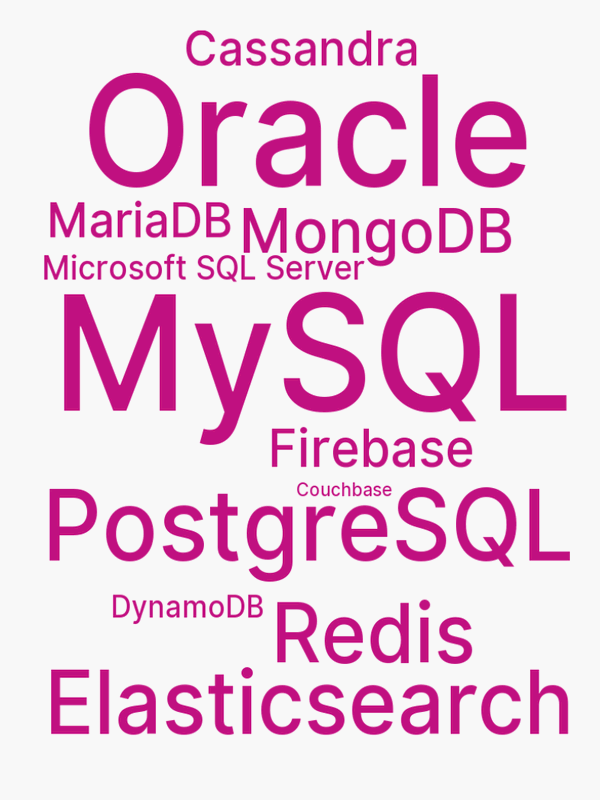 Cassandra
Oracle
MariaDB MongoDB
Microsoft SQL Server
MySQL
Firebase
Couchbase
PostgreSQL
DynamoDB
Redis
Elasticsearch